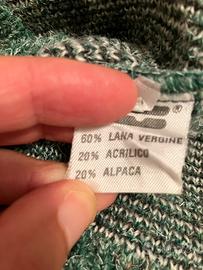 ®
60% LANA VERGINE
20% ACRILICO
20% ALPACA